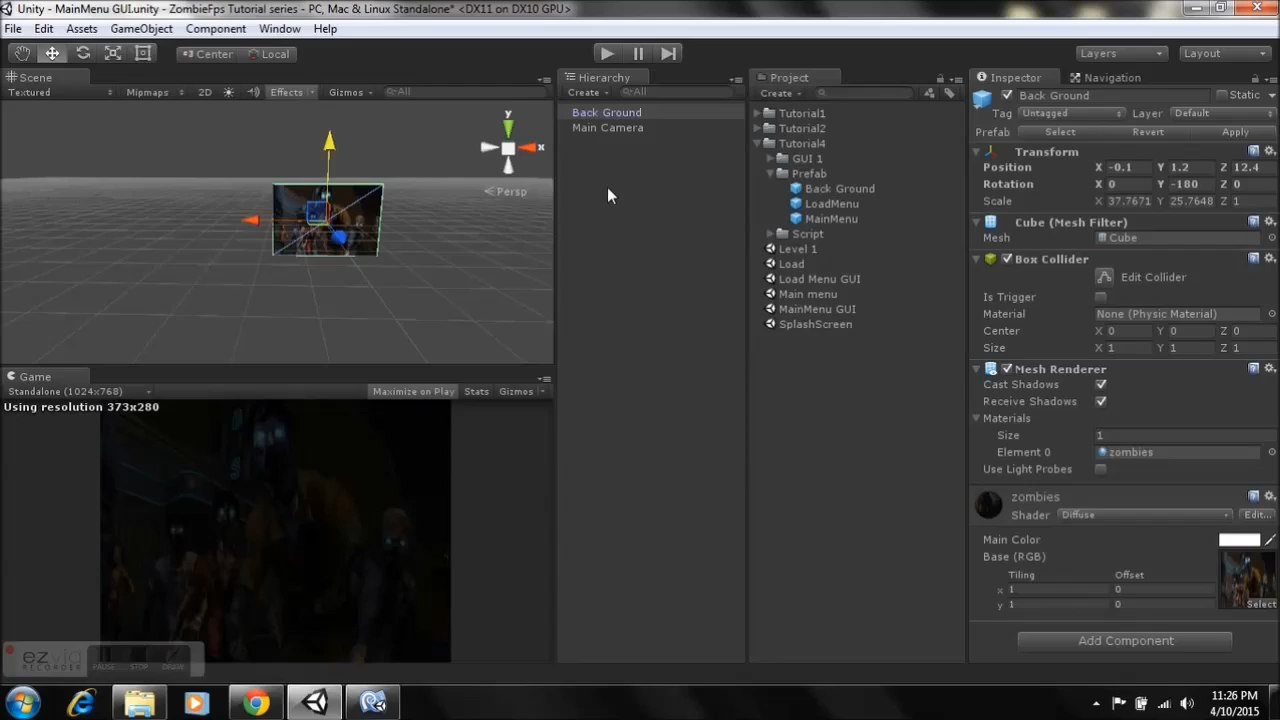 Unity - MainMenu GUI.unity - ZombieFps Tutorial series - PC, Mac & Linux Standalone* <DX11 on DX10 GPU>
File Edit Assets GameObject Component Window Help
Center Local Layers Layout
Scene
Textured Mipmaps 2D Effects Gizmos All
y
x
Persp
Game
Standalone (1024x768) Maximize on Play Stats Gizmos
Using resolution 373x280
ezvid
RECORDER
PAUSE STOP DRAW
Hierarchy
Create All
Back Ground
Main Camera
Project
Create
Tutorial1
Tutorial2
Tutorial4
GUI 1
Prefab
Back Ground
LoadMenu
MainMenu
Script
Level 1
Load
Load Menu GUI
Main menu
MainMenu GUI
SplashScreen
Inspector Navigation
Back Ground Static
Tag Untagged Layer Default
Prefab Select Revert Apply
Transform
Position X -0.1 Y 1.2 Z 12.4
Rotation X 0 Y -180 Z 0
Scale X 37.7671 Y 25.7648 Z 1
Cube (Mesh Filter)
Mesh Cube
Box Collider
Edit Collider
Is Trigger
Material None (Physic Material)
Center X 0 Y 0 Z 0
Size X 1 Y 1 Z 1
Mesh Renderer
Cast Shadows
Receive Shadows
Materials
Size 1
Element 0 zombies
Use Light Probes
zombies
Shader Diffuse Edit...
Main Color
Base (RGB)
Tiling Offset
x 1 0
y 1 0
Select
Add Component
11:26 PM
4/10/2015